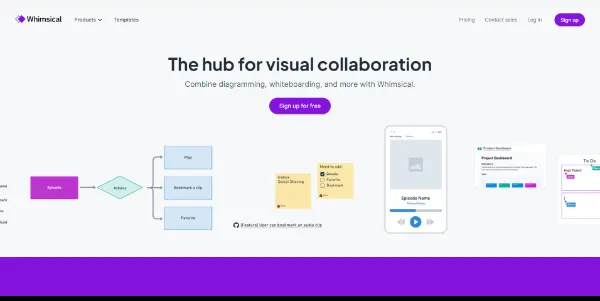 Whimsical
Products
Templates
Pricing
Contact sales
Log in
Sign up
The hub for visual collaboration
Combine diagramming, whiteboarding, and more with Whimsical.
Sign up for free
Episode
Actions
Play
Bookmark a clip
Favorite
Global Sharing
Need to add:
Episode
Favorite
Bookmark
[Feature] User can bookmark an audio clip
Episode Name
Project Dashboard
Project Dashboard
To Do